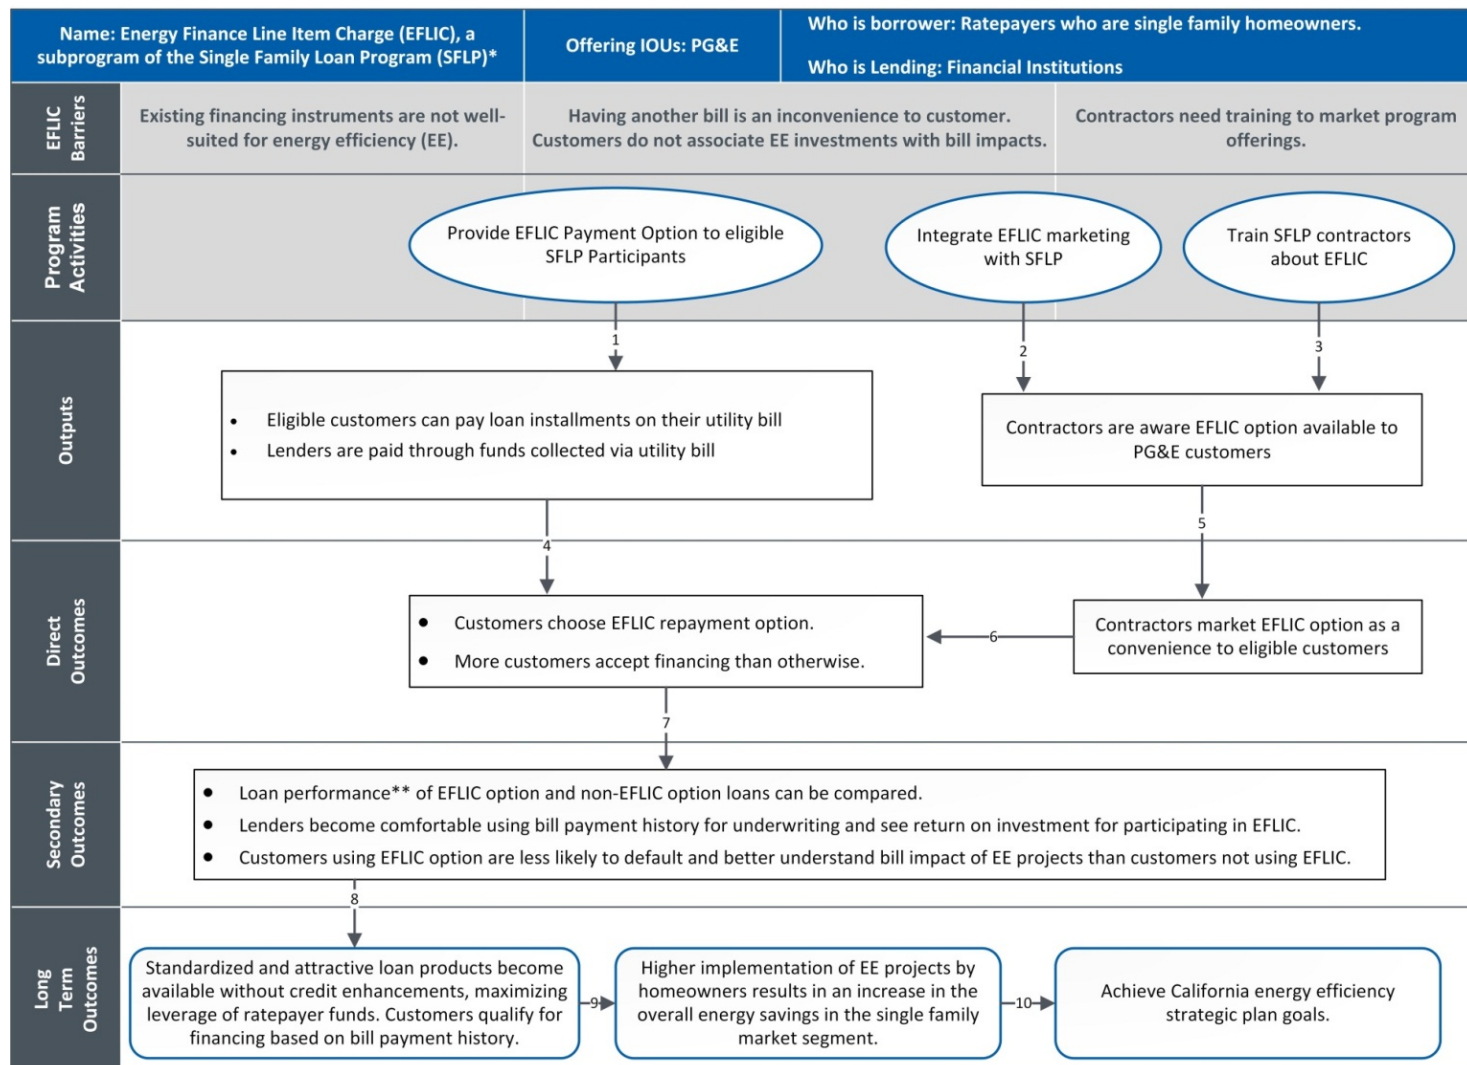 Name: Energy Finance Line Item Charge (EFLIC), a
subprogram of the Single Family Loan Program (SFLP)*
Offering IOUs: PG&E
Who is borrower: Ratepayers who are single family homeowners.
Who is Lending: Financial Institutions
EFLIC
Barriers
Existing financing instruments are not well-
suited for energy efficiency (EE).
Having another bill is an inconvenience to customer.
Customers do not associate EE investments with bill impacts.
Contractors need training to market program
offerings.
Program
Activities
Provide EFLIC Payment Option to eligible
SFLP Participants
Integrate EFLIC marketing
with SFLP
Train SFLP contractors
about EFLIC
1
2
3
Outputs
• Eligible customers can pay loan installments on their utility bill
• Lenders are paid through funds collected via utility bill
Contractors are aware EFLIC option available to
PG&E customers
4
5
Direct
Outcomes
• Customers choose EFLIC repayment option.
• More customers accept financing than otherwise.
6
Contractors market EFLIC option as a
convenience to eligible customers
7
Secondary
Outcomes
• Loan performance** of EFLIC option and non-EFLIC option loans can be compared.
• Lenders become comfortable using bill payment history for underwriting and see return on investment for participating in EFLIC.
• Customers using EFLIC option are less likely to default and better understand bill impact of EE projects than customers not using EFLIC.
8
Long
Term
Outcomes
Standardized and attractive loan products become
available without credit enhancements, maximizing
leverage of ratepayer funds. Customers qualify for
financing based on bill payment history.
9
Higher implementation of EE projects by
homeowners results in an increase in the
overall energy savings in the single family
market segment.
10
Achieve California energy efficiency
strategic plan goals.